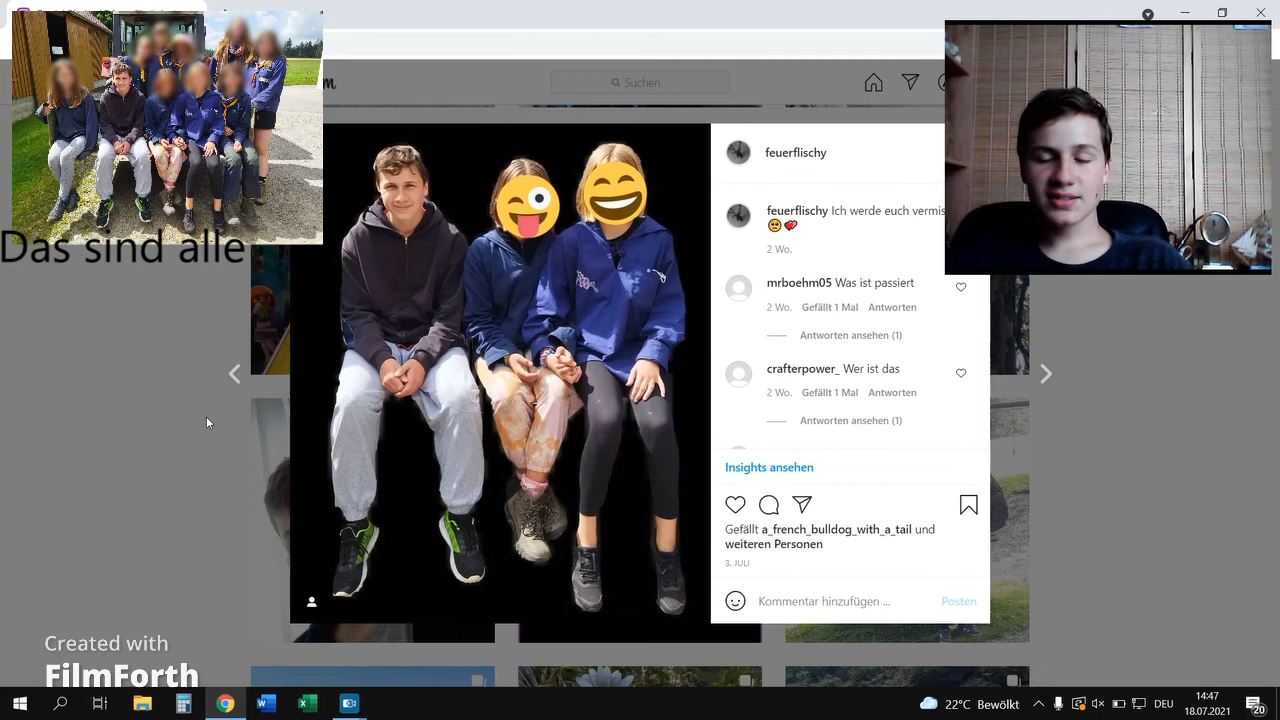 Suchen
feuerflischy
feuerflischy Ich werde euch vermis
2 Wo.
mrboehm05 Was ist passiert
2 Wo. Gefällt 1 Mal Antworten
Antworten ansehen (1)
crafterpower_ Wer ist das
2 Wo. Gefällt 1 Mal Antworten
Antworten ansehen (1)
Insights ansehen
Gefällt a_french_bulldog_with_a_tail und
weiteren Personen
3. JULI
Kommentar hinzufügen ... Posten
Das sind alle
Created with
FilmForth
22°C Bewölkt
DEU
14:47
18.07.2021
20